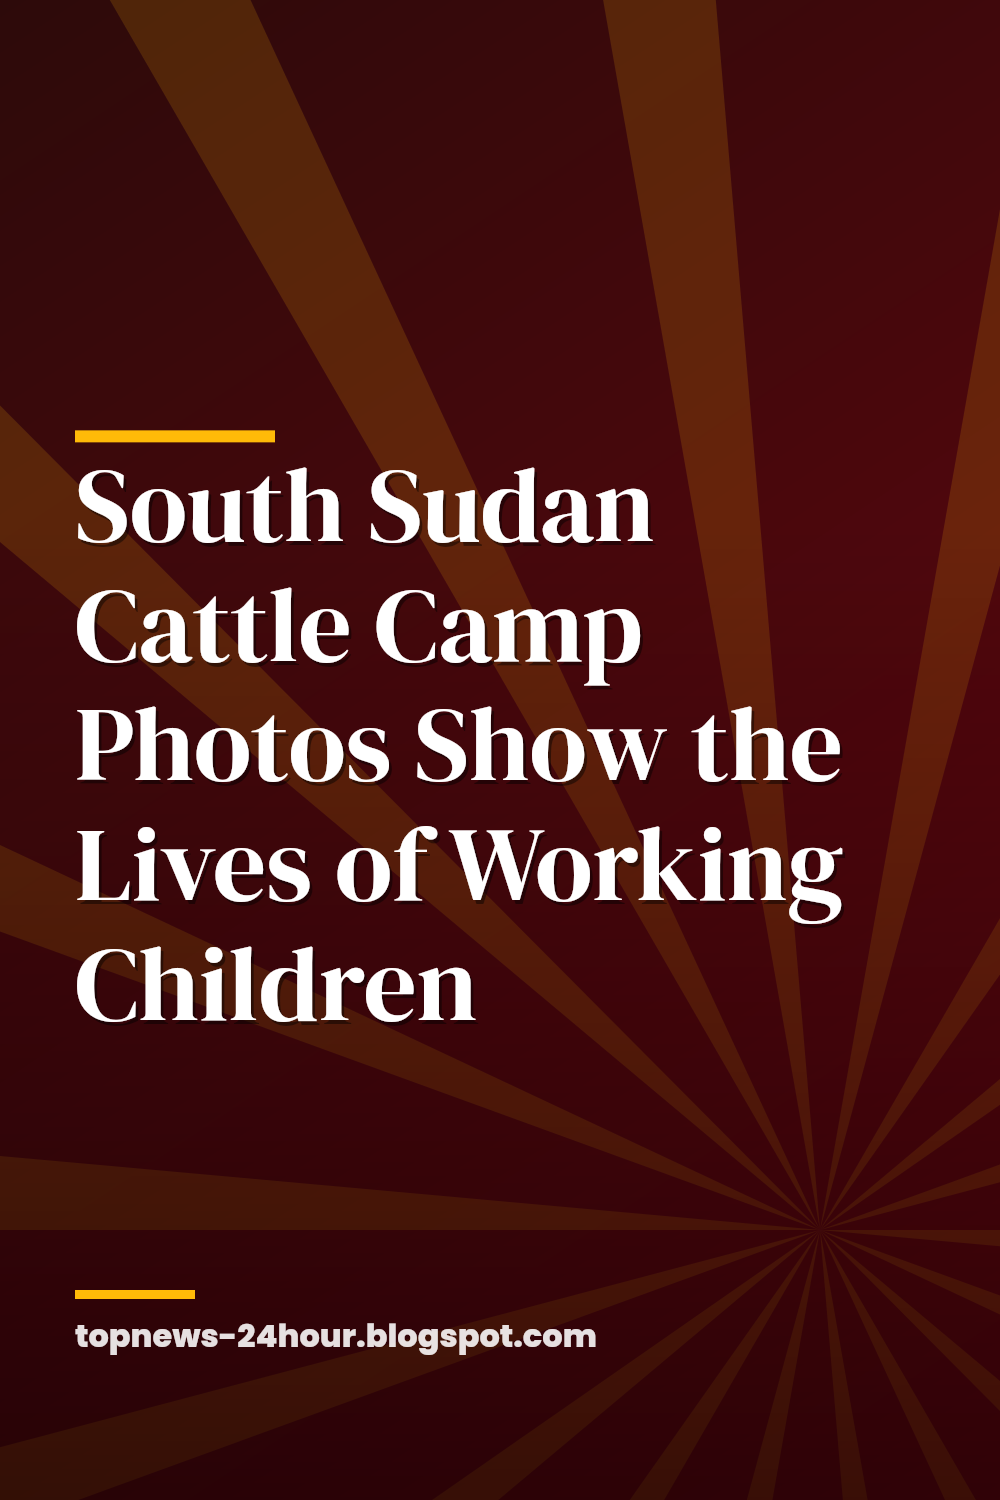 South Sudan
Cattle Camp
Photos Show the
Lives of Working
Children
topnews-24hour.blogspot.com